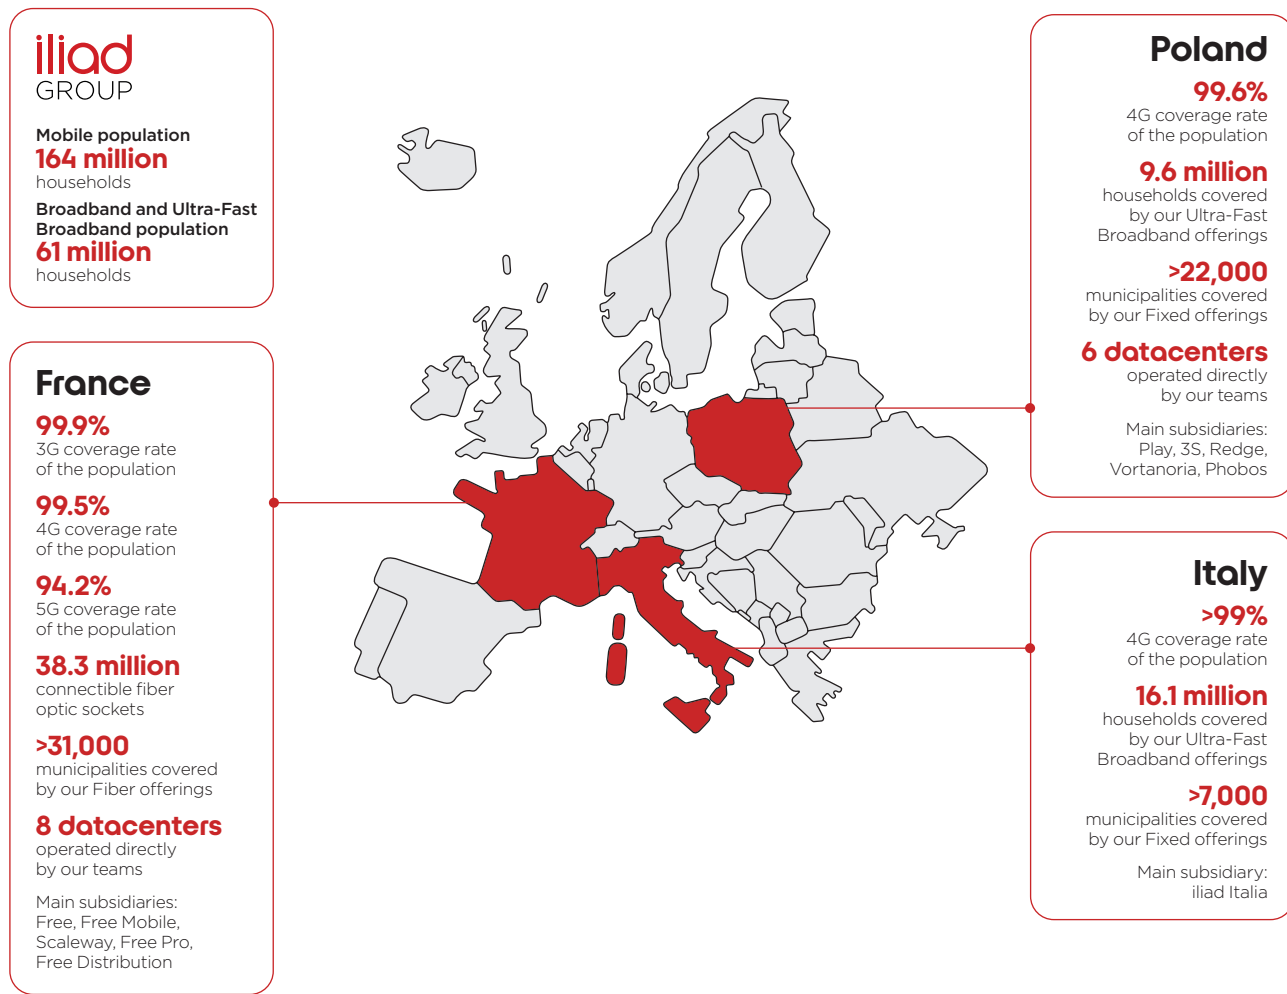 iliad
GROUP
Mobile population
164 million
households
Broadband and Ultra-Fast
Broadband population
61 million
households
France
99.9%
3G coverage rate
of the population
99.5%
4G coverage rate
of the population
94.2%
5G coverage rate
of the population
38.3 million
connectible fiber
optic sockets
>31,000
municipalities covered
by our Fiber offerings
8 datacenters
operated directly
by our teams
Main subsidiaries:
Free, Free Mobile,
Scaleway, Free Pro,
Free Distribution
Poland
99.6%
4G coverage rate
of the population
9.6 million
households covered
by our Ultra-Fast
Broadband offerings
>22,000
municipalities covered
by our Fixed offerings
6 datacenters
operated directly
by our teams
Main subsidiaries:
Play, 3S, Redge,
Vortanoria, Phobos
Italy
>99%
4G coverage rate
of the population
16.1 million
households covered
by our Ultra-Fast
Broadband offerings
>7,000
municipalities covered
by our Fixed offerings
Main subsidiary:
iliad Italia